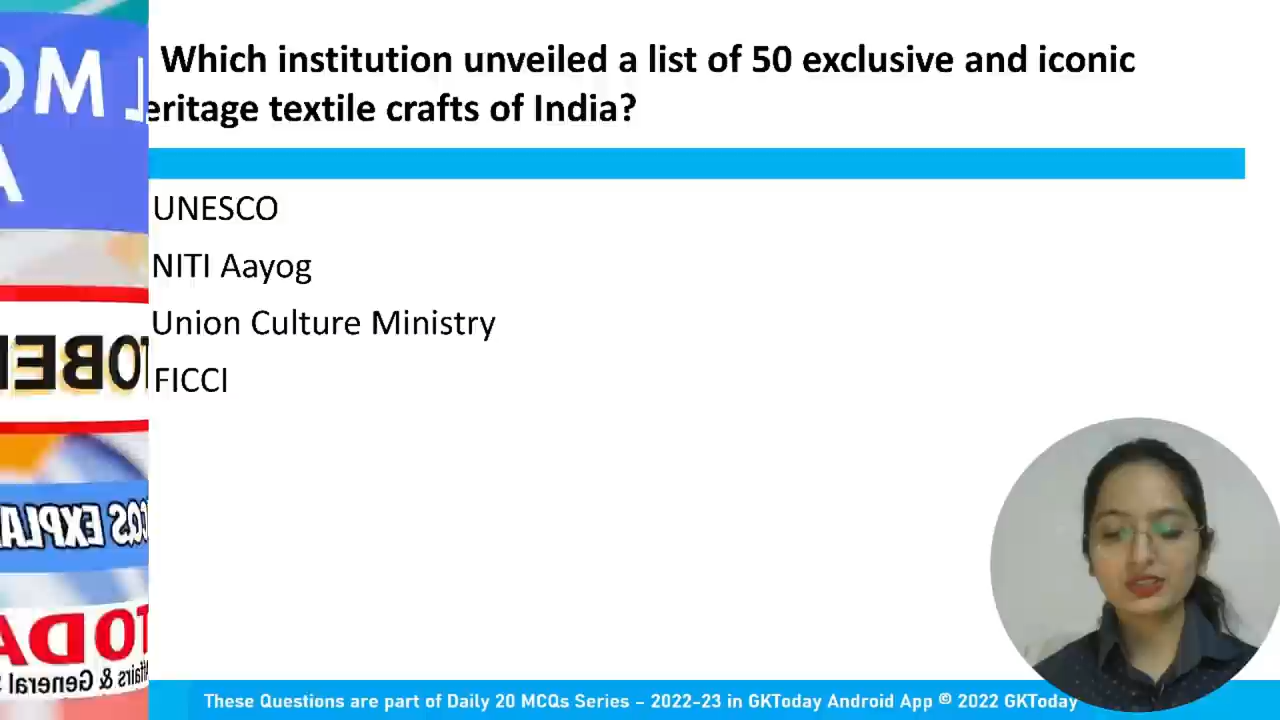 Which institution unveiled a list of 50 exclusive and iconic
eritage textile crafts of India?
UNESCO
NITI Aayog
Union Culture Ministry
FICCI
These Questions are part of Daily 20 MCQs Series – 2022-23 in GKToday Android App © 2022 GKToday